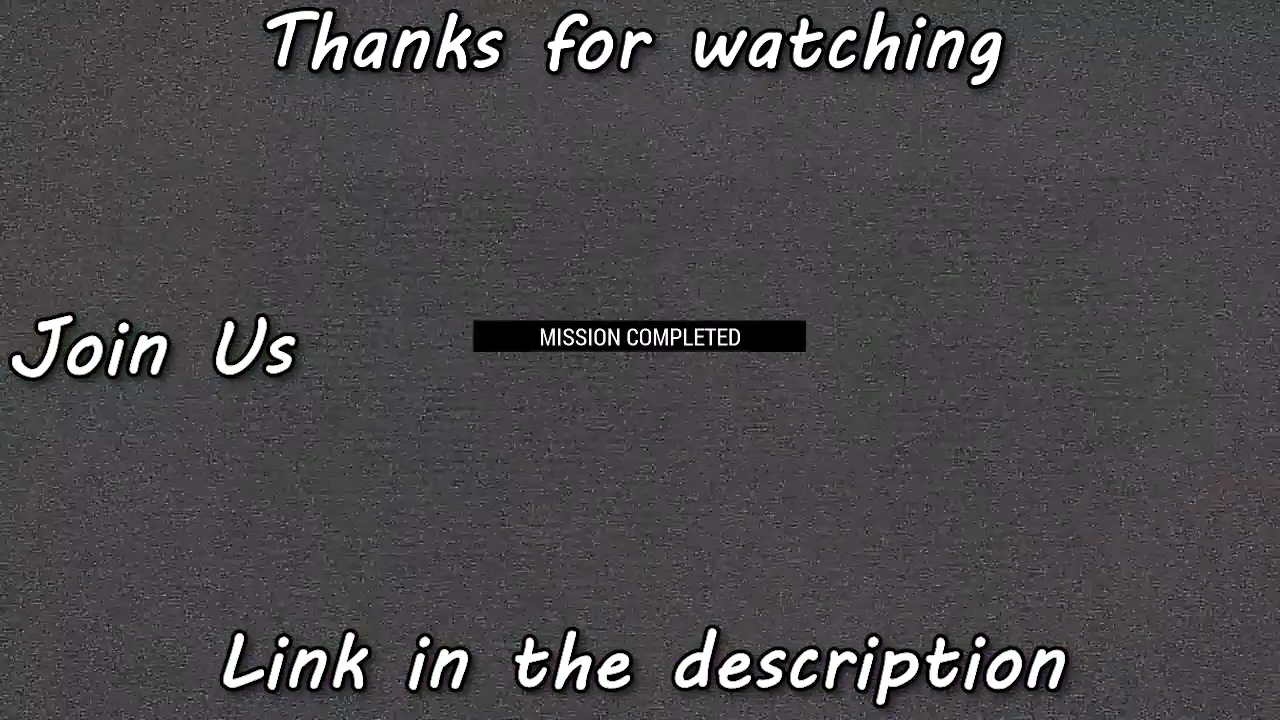 Thanks for watching
Join Us
MISSION COMPLETED
Link in the description